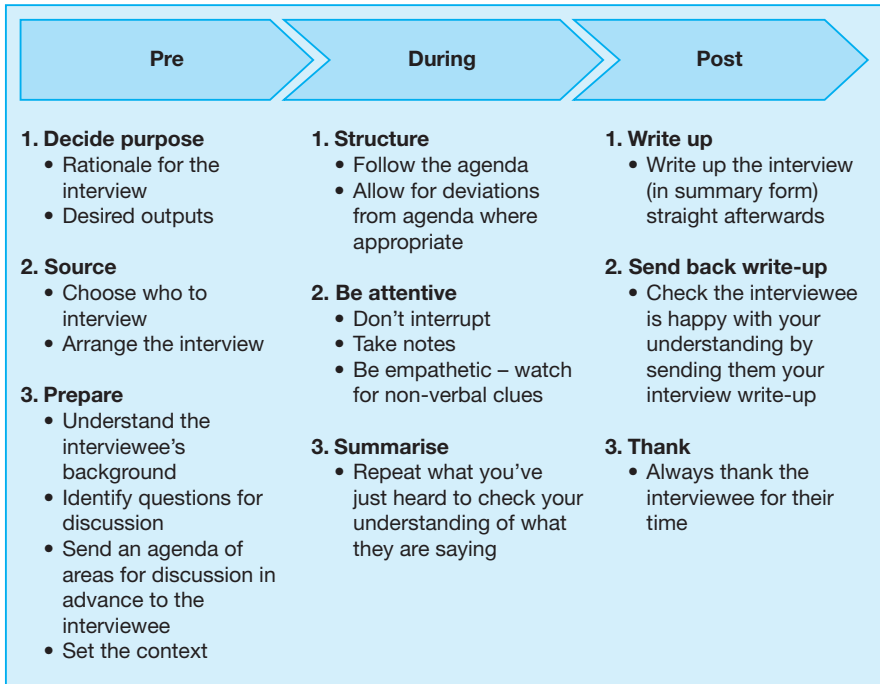 Pre
During
Post
1. Decide purpose
• Rationale for the
interview
• Desired outputs
2. Source
• Choose who to
interview
• Arrange the interview
3. Prepare
• Understand the
interviewee's
background
• Identify questions for
discussion
• Send an agenda of
areas for discussion in
advance to the
interviewee
• Set the context
1. Structure
• Follow the agenda
• Allow for deviations
from agenda where
appropriate
2. Be attentive
• Don't interrupt
• Take notes
• Be empathetic – watch
for non-verbal clues
3. Summarise
• Repeat what you've
just heard to check your
understanding of what
they are saying
1. Write up
• Write up the interview
(in summary form)
straight afterwards
2. Send back write-up
• Check the interviewee
is happy with your
understanding by
sending them your
interview write-up
3. Thank
• Always thank the
interviewee for their
time